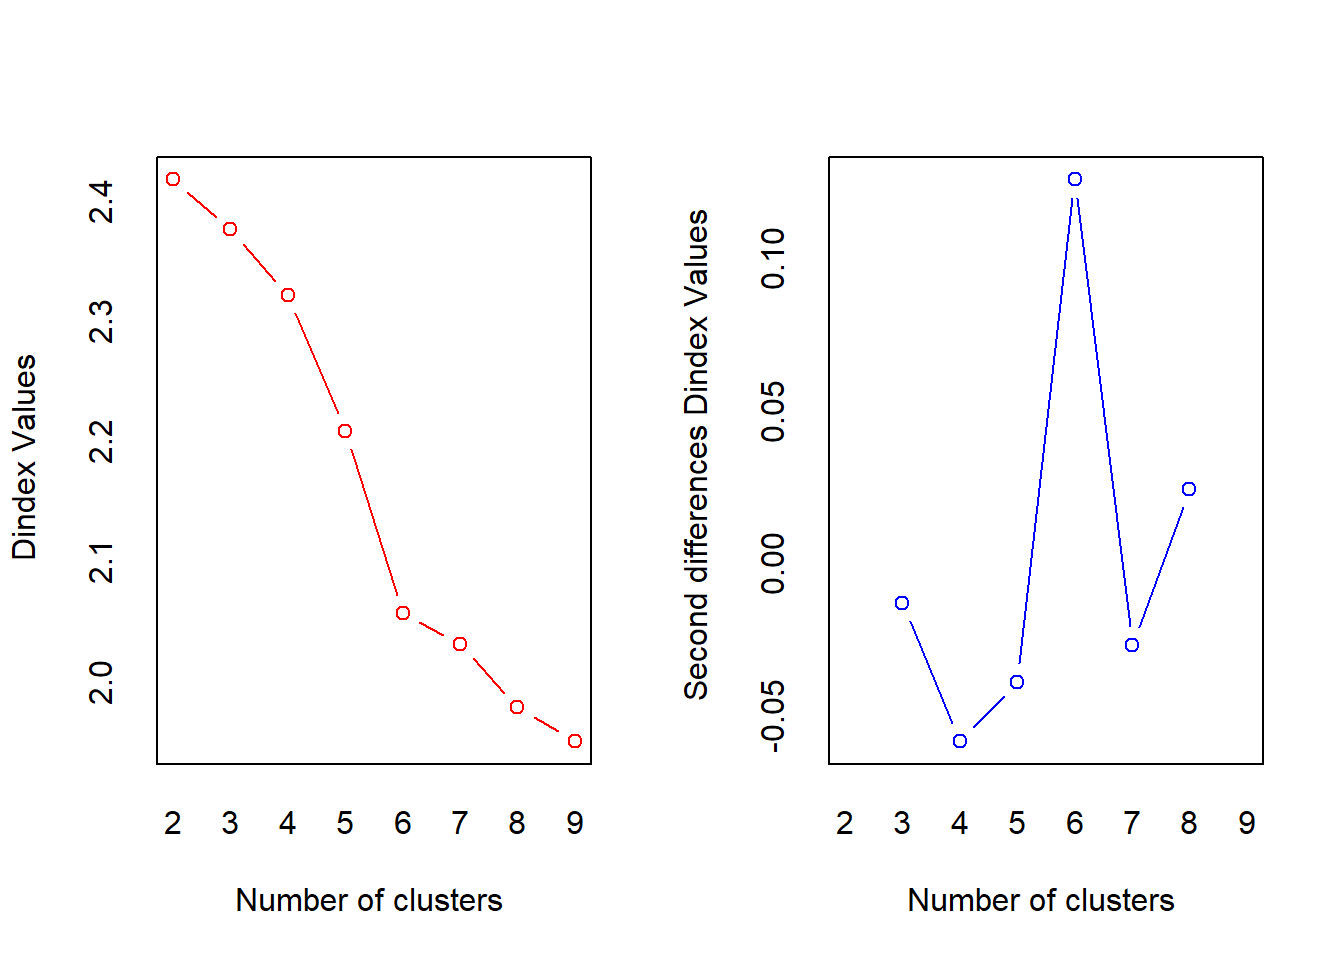 Dindex Values
2.4
2.3
2.2
2.1
2.0
2 3 4 5 6 7 8 9
Number of clusters
Second differences Dindex Values
0.10
0.05
0.00
-0.05
2 3 4 5 6 7 8 9
Number of clusters